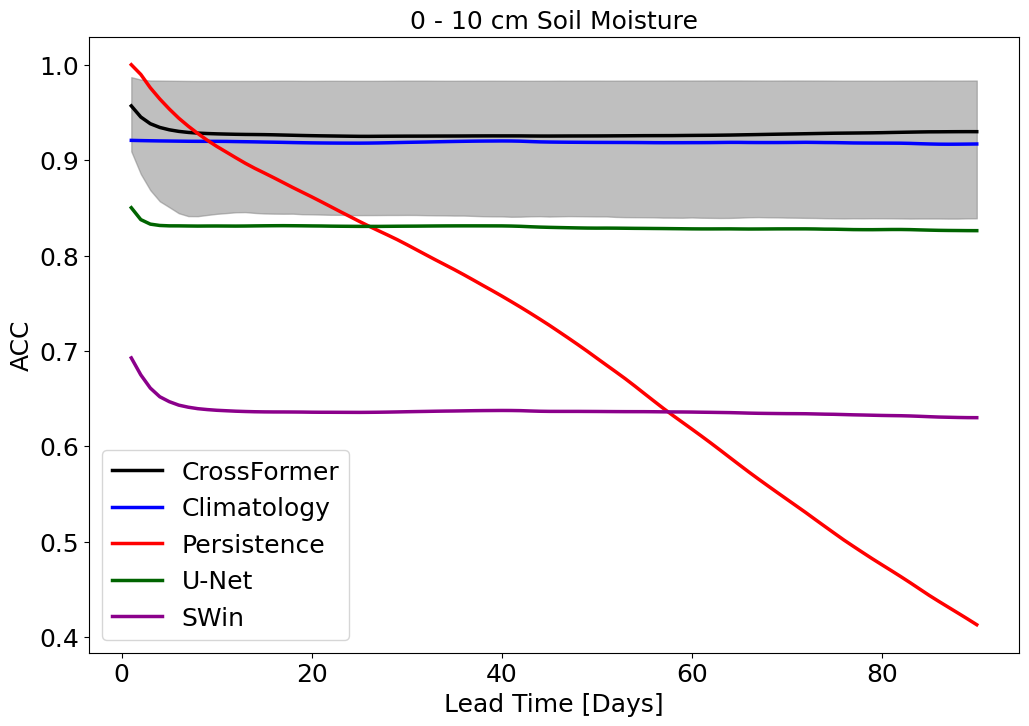 0 - 10 cm Soil Moisture
ACC
1.0
0.9
0.8
0.7
0.6
0.5
0.4
CrossFormer
Climatology
Persistence
U-Net
SWin
0 20 40 60 80
Lead Time [Days]